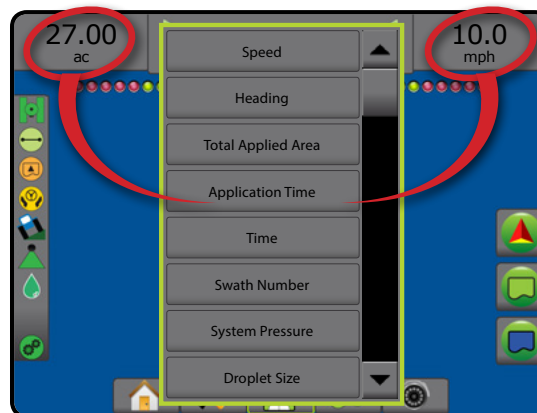 27.00
ac
10.0
mph
Speed
Heading
Total Applied Area
Application Time
Time
Swath Number
System Pressure
Droplet Size